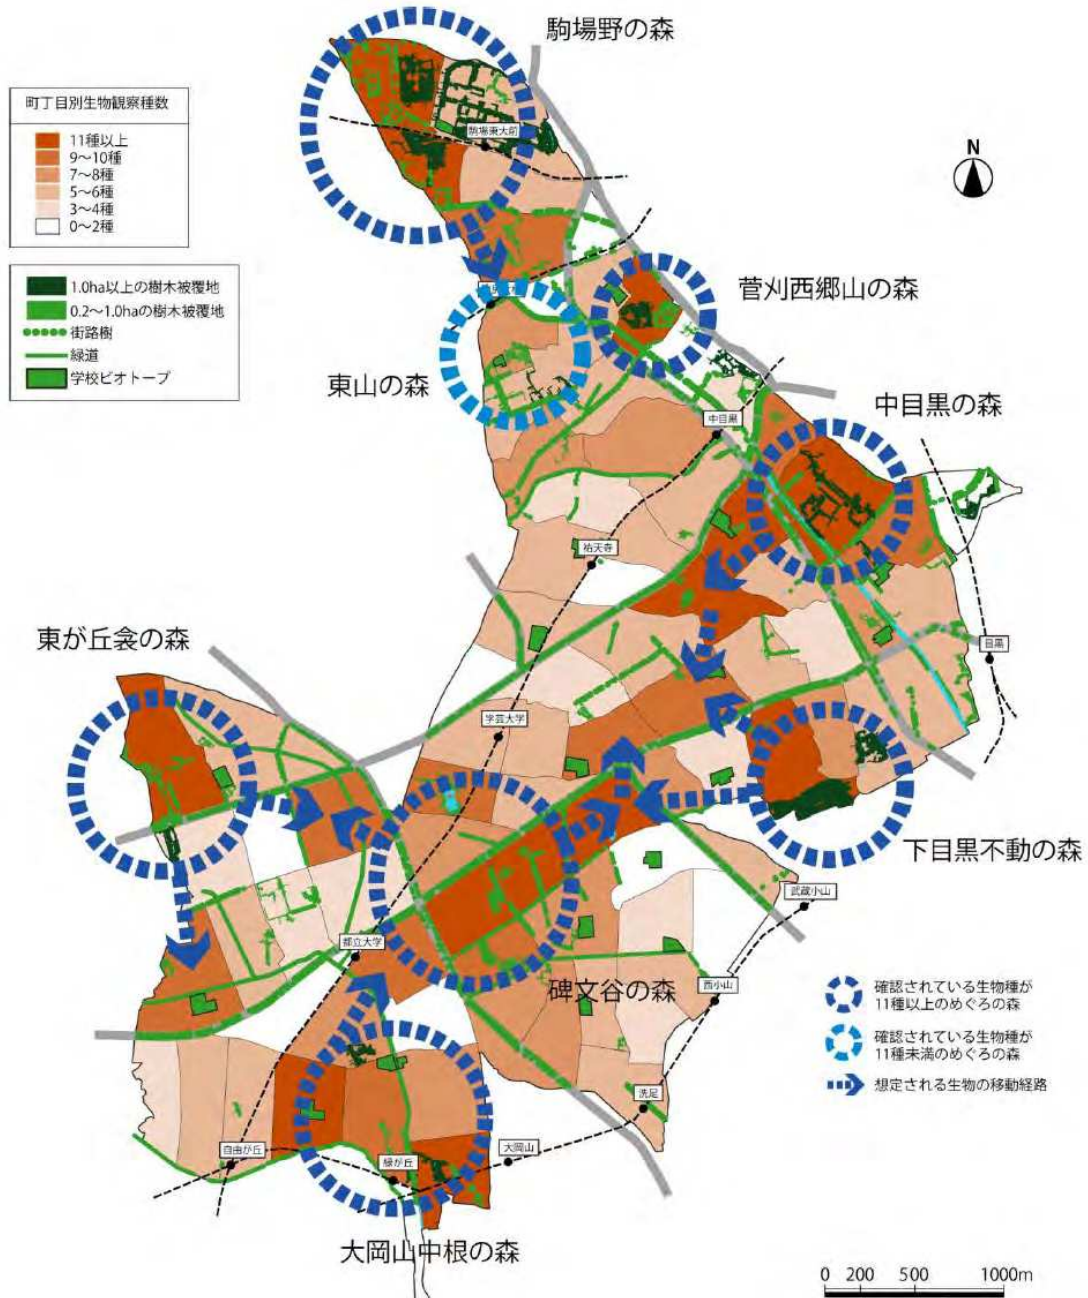 駒場野の森
町丁目別生物観察種数
11種以上
9～10種
7～8種
5～6種
3～4種
0～2種
駒場東大前
N
1.0ha以上の樹木被覆地
0.2～1.0haの樹木被覆地
街路樹
緑道
学校ビオトープ
菅刈西郷山の森
東山の森
中目黒の森
中目黒
祐天寺
東が丘衾の森
目黒
学芸大学
下目黒不動の森
武蔵小山
都立大学
碑文谷の森
西小山
確認されている生物種が
11種以上のめぐろの森
確認されている生物種が
11種未満のめぐろの森
想定される生物の移動経路
洗足
自由が丘
緑が丘
大岡山
大岡山中根の森
0 200 500 1000m